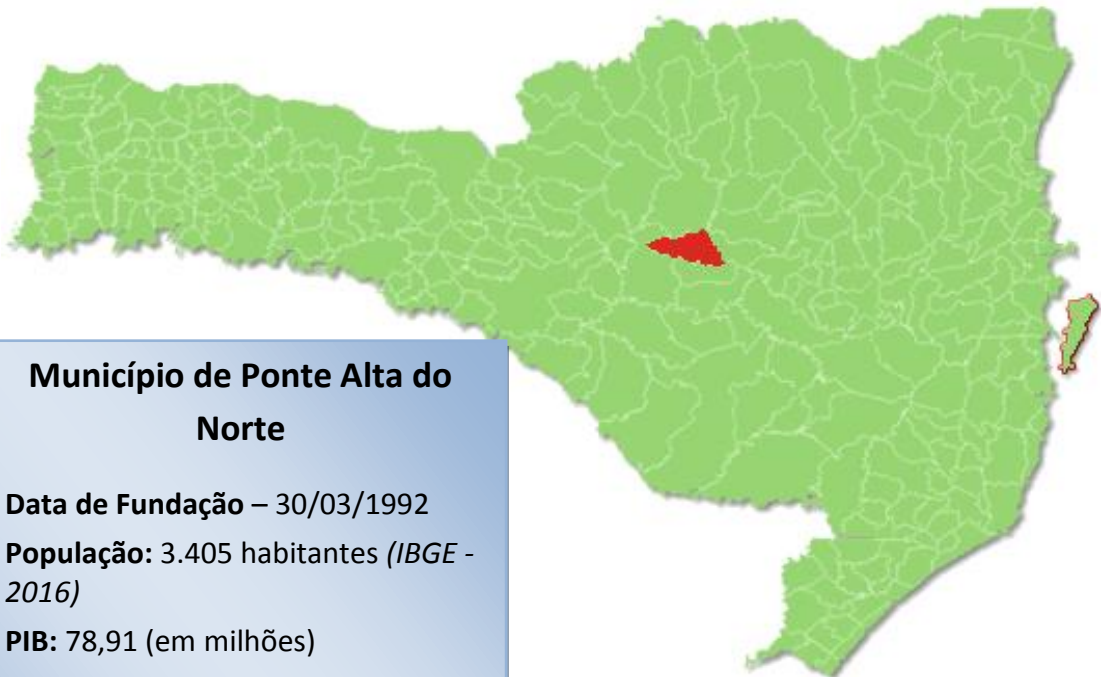 Município de Ponte Alta do
Norte
Data de Fundação – 30/03/1992
População: 3.405 habitantes (IBGE -
2016)
PIB: 78,91 (em milhões)